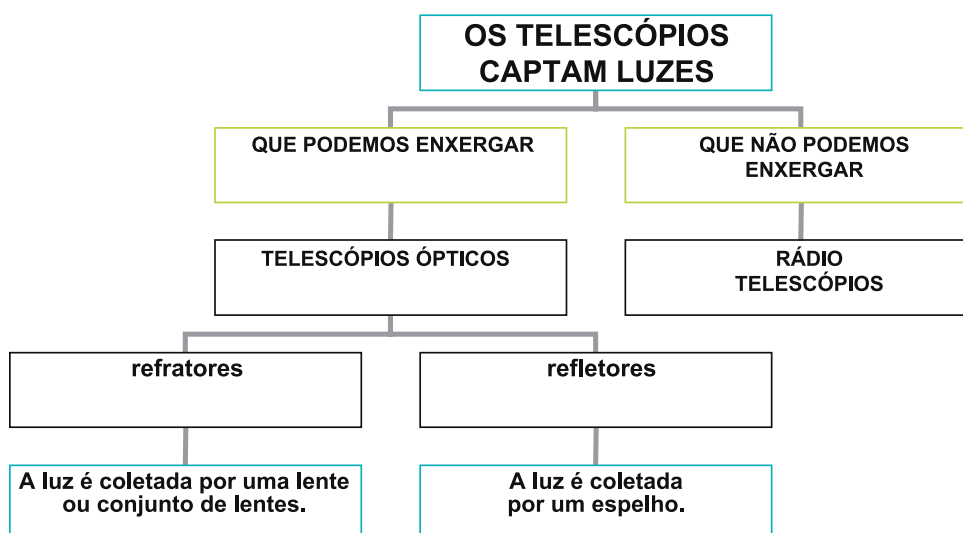 OS TELESCÓPIOS
CAPTAM LUZES
QUE PODEMOS ENXERGAR
QUE NÃO PODEMOS
ENXERGAR
TELESCÓPIOS ÓPTICOS
RÁDIO
TELESCÓPIOS
refratores
refletores
A luz é coletada por uma lente
ou conjunto de lentes.
A luz é coletada
por um espelho.